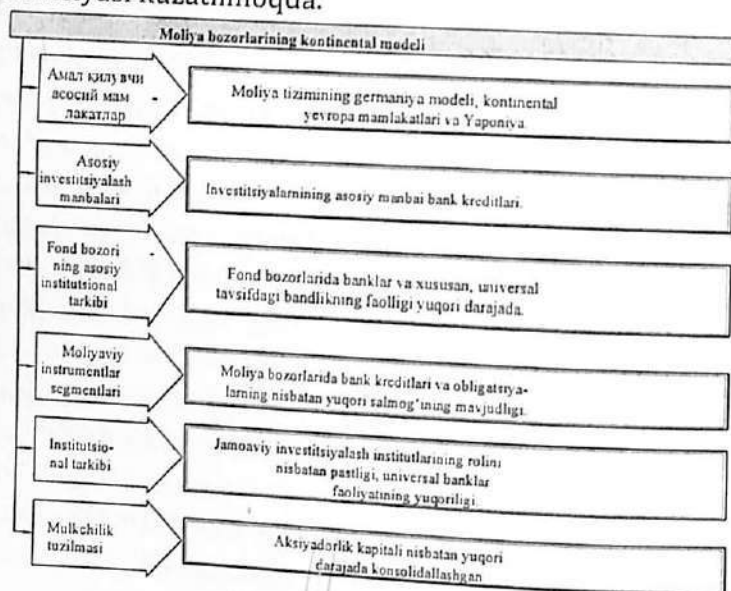 kuzatilmoqda.
Moliya bozorlarining kontinental modeli
Амал қилувчи
асосий мам -
лакатлар
Moliya tizimining germaniya modeli, kontinental
yevropa mamlakatlari va Yaponiya.
Asosiy
investitsiyalash
manbalari
Investitsiyalarnining asosiy manbai bank kreditlari.
Fond bozori -
ning asosiy
institutsional
tarkibi
Fond bozorlarida banklar va xususan, universal
tavsifdagi bandlikning faolligi yuqori darajada.
Moliyaviy
instrumentlar
segmentlari
Moliya bozorlarida bank kreditlari va obligatsiya-
larning nisbatan yuqori salmog‘ining mavjudligi.
Institutsio-
nal tarkibi
Jamoaviy investitsiyalash institutlarining rolini
nisbatan pastligi, universal banklar
faoliyatining yuqoriligi.
Mulkchilik
tuzilmasi
Aksiyadorlik kapitali nisbatan yuqori
darajada konsolidallashgan